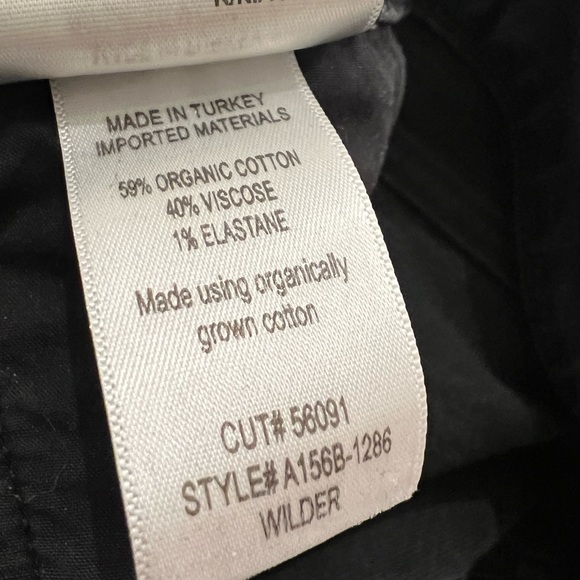 MADE IN TURKEY
IMPORTED MATERIALS
59% ORGANIC COTTON
40% VISCOSE
1% ELASTANE
Made using organically
grown cotton
CUT# 56091
STYLE# A156B-1286
WILDER